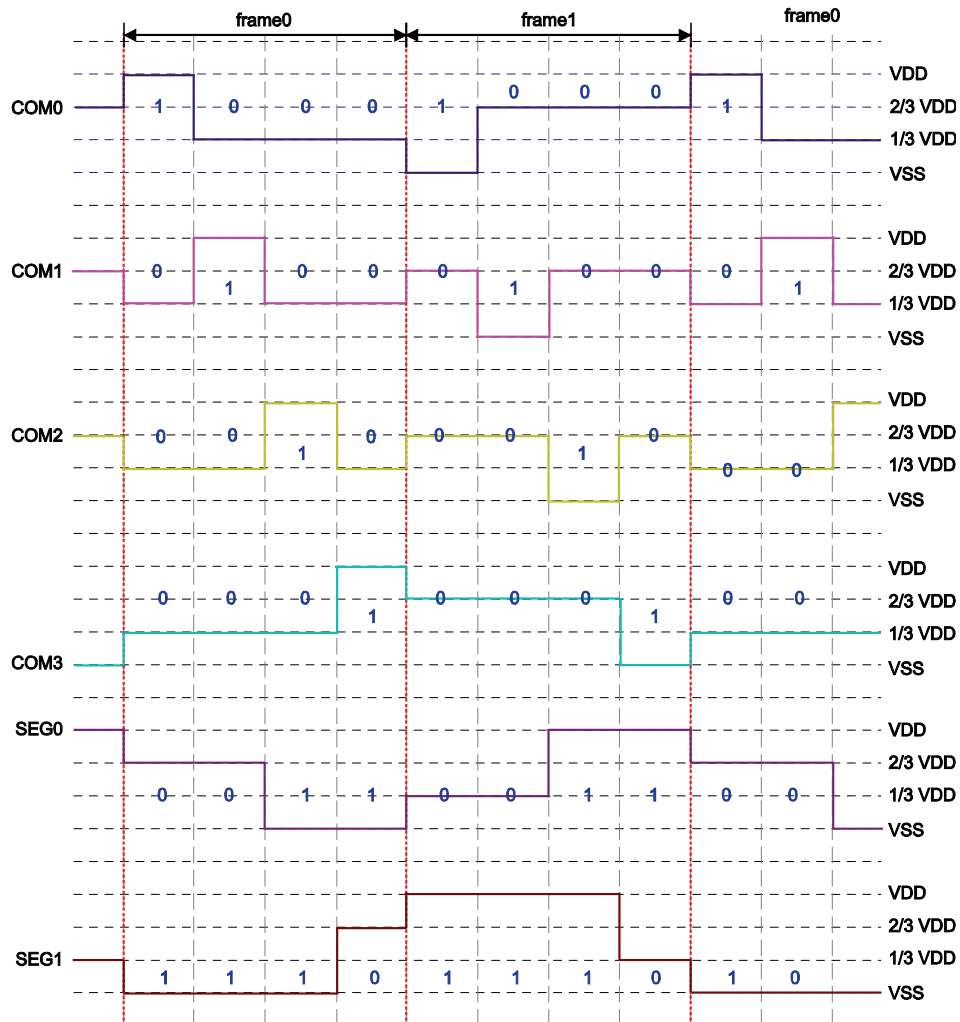 frame0 frame1 frame0
VDD
COM0 1 0 0 0 1 0 0 0 1 2/3 VDD
1/3 VDD
VSS
VDD
COM1 0 1 0 0 0 1 0 0 0 1 2/3 VDD
1/3 VDD
VSS
VDD
COM2 0 0 1 0 0 0 1 0 0 0 2/3 VDD
1/3 VDD
VSS
VDD
0 0 0 1 0 0 0 1 0 0 2/3 VDD
1/3 VDD
COM3 VSS
SEG0 VDD
2/3 VDD
0 0 1 1 0 0 1 1 0 0 1/3 VDD
VSS
VDD
2/3 VDD
SEG1 1/3 VDD
1 1 1 0 1 1 1 0 1 0 VSS